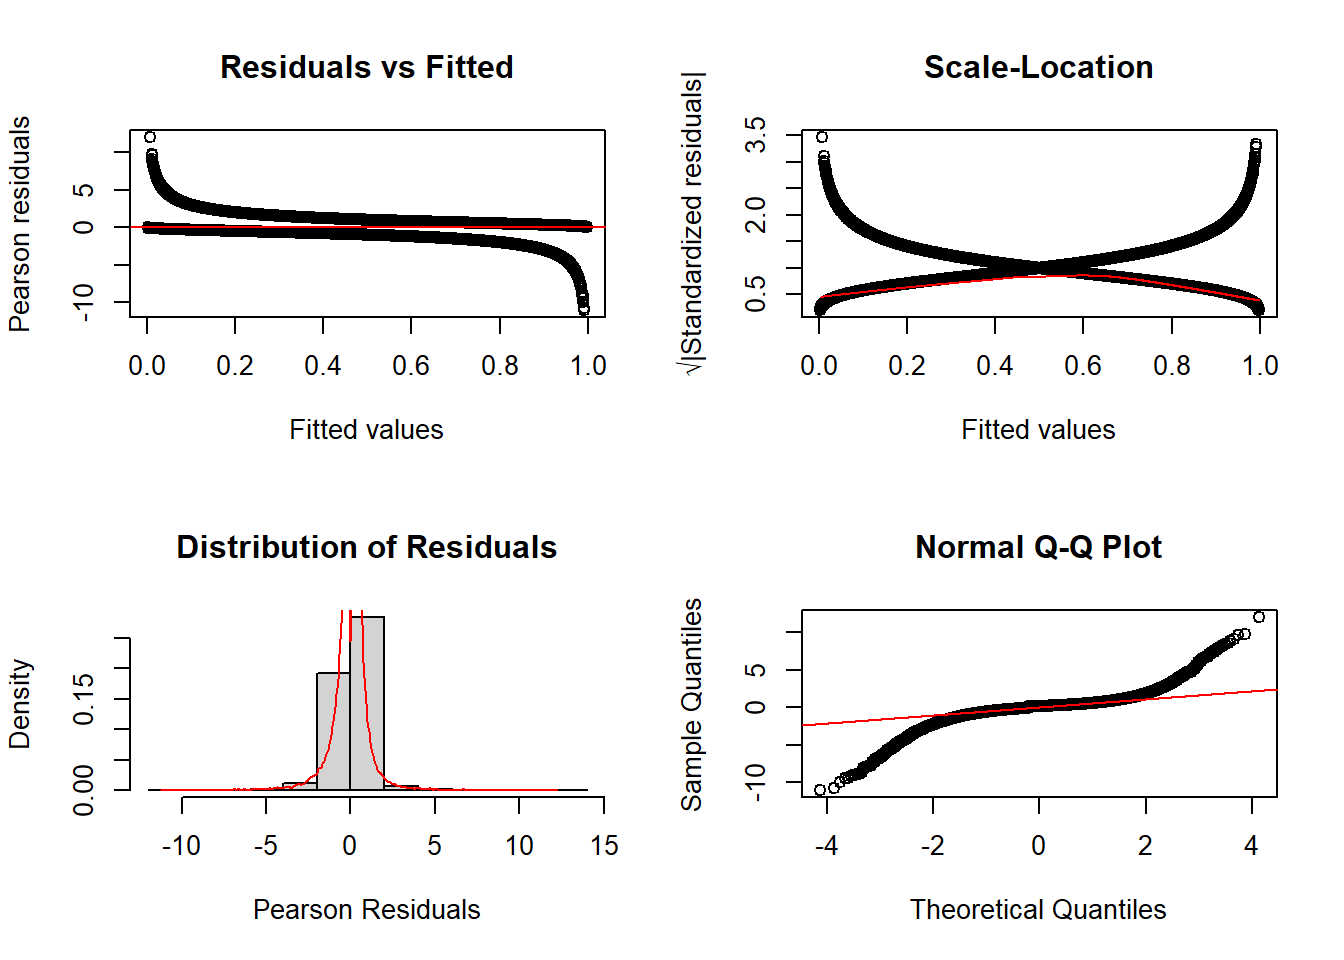 Residuals vs Fitted
Pearson residuals
-10 0 5
0.0 0.2 0.4 0.6 0.8 1.0
Fitted values
Scale-Location
√|Standardized residuals|
0.5 2.0 3.5
0.0 0.2 0.4 0.6 0.8 1.0
Fitted values
Distribution of Residuals
Density
0.00 0.15
-10 -5 0 5 10 15
Pearson Residuals
Normal Q-Q Plot
Sample Quantiles
-10 0 5
-4 -2 0 2 4
Theoretical Quantiles